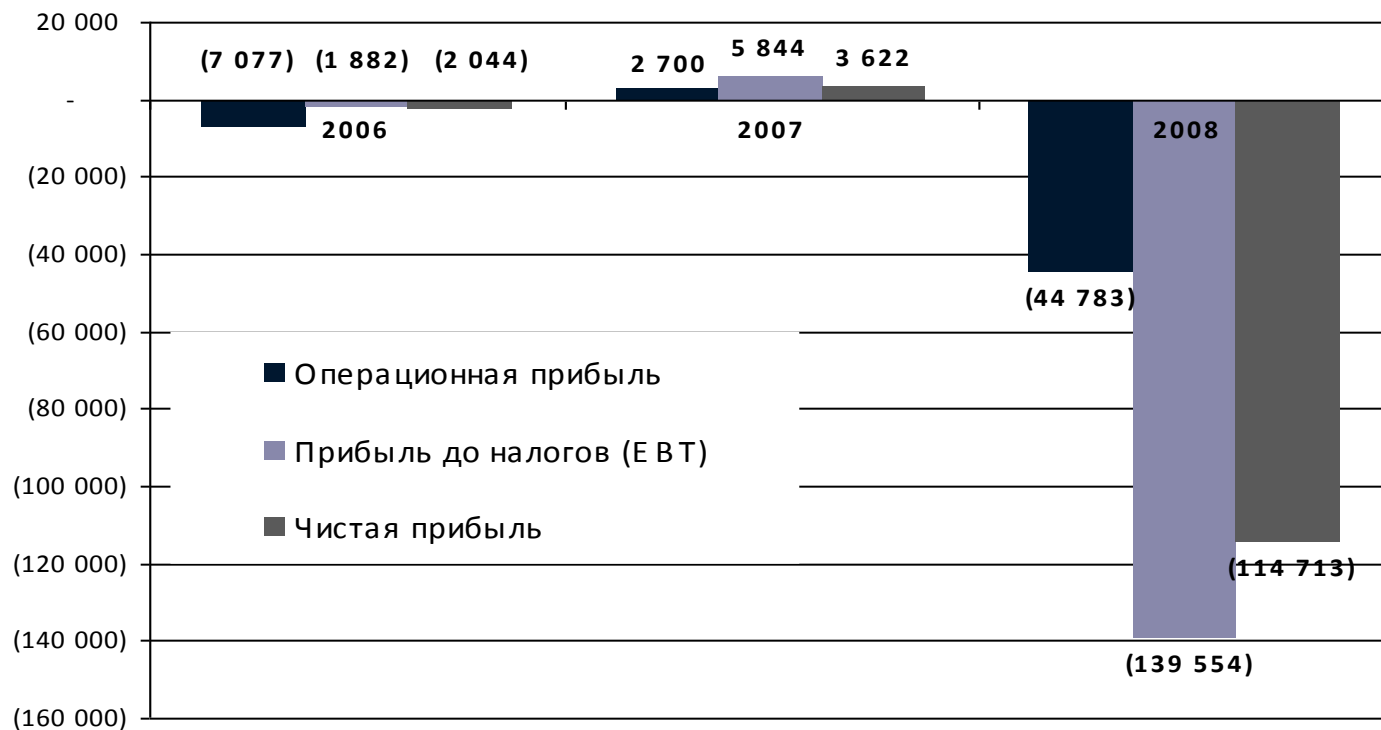 20 000
(7 077) (1 882) (2 044) 2 700 5 844 3 622
-
2006 2007 2008
(20 000)
(40 000)
(44 783)
(60 000)
Операционная прибыль
(80 000)
Прибыль до налогов (EBT)
(100 000)
Чистая прибыль
(120 000)
(114 713)
(140 000)
(139 554)
(160 000)